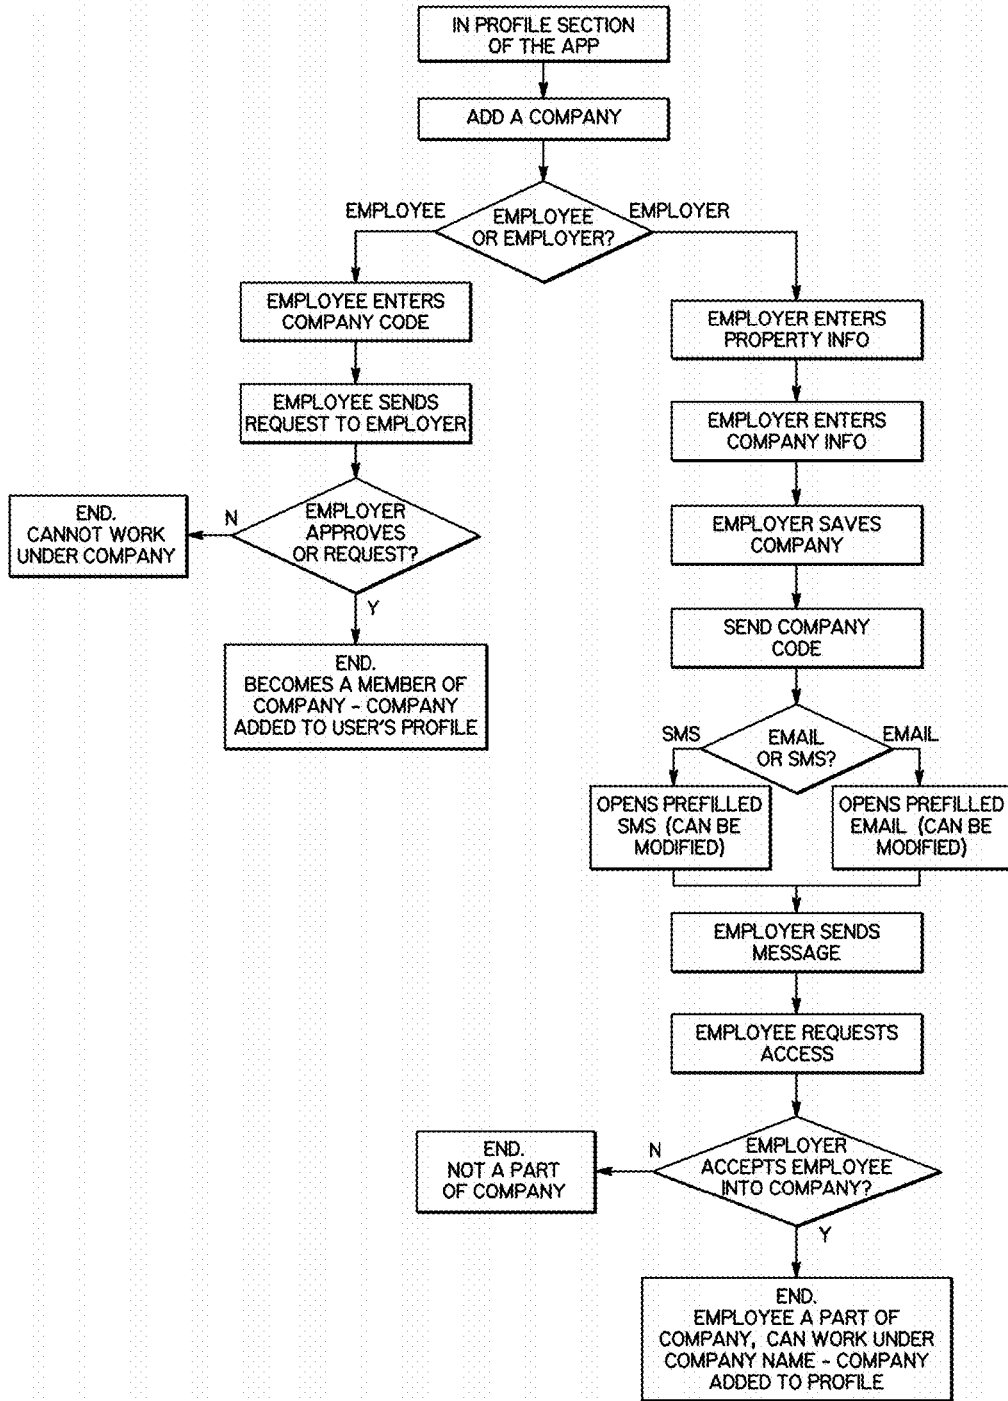 IN PROFILE SECTION
OF THE APP
ADD A COMPANY
EMPLOYEE
EMPLOYEE
OR EMPLOYER?
EMPLOYER
EMPLOYEE ENTERS
COMPANY CODE
EMPLOYER ENTERS
PROPERTY INFO
EMPLOYEE SENDS
REQUEST TO EMPLOYER
EMPLOYER ENTERS
COMPANY INFO
END.
CANNOT WORK
UNDER COMPANY
N
EMPLOYER
APPROVES
OR REQUEST?
EMPLOYER SAVES
COMPANY
Y
SEND COMPANY
CODE
END.
BECOMES A MEMBER OF
COMPANY - COMPANY
ADDED TO USER'S PROFILE
SMS
EMAIL
OR SMS?
EMAIL
OPENS PREFILLED
SMS (CAN BE
MODIFIED)
OPENS PREFILLED
EMAIL (CAN BE
MODIFIED)
EMPLOYER SENDS
MESSAGE
EMPLOYEE REQUESTS
ACCESS
END.
NOT A PART
OF COMPANY
N
EMPLOYER
ACCEPTS EMPLOYEE
INTO COMPANY?
Y
END.
EMPLOYEE A PART OF
COMPANY, CAN WORK UNDER
COMPANY NAME - COMPANY
ADDED TO PROFILE